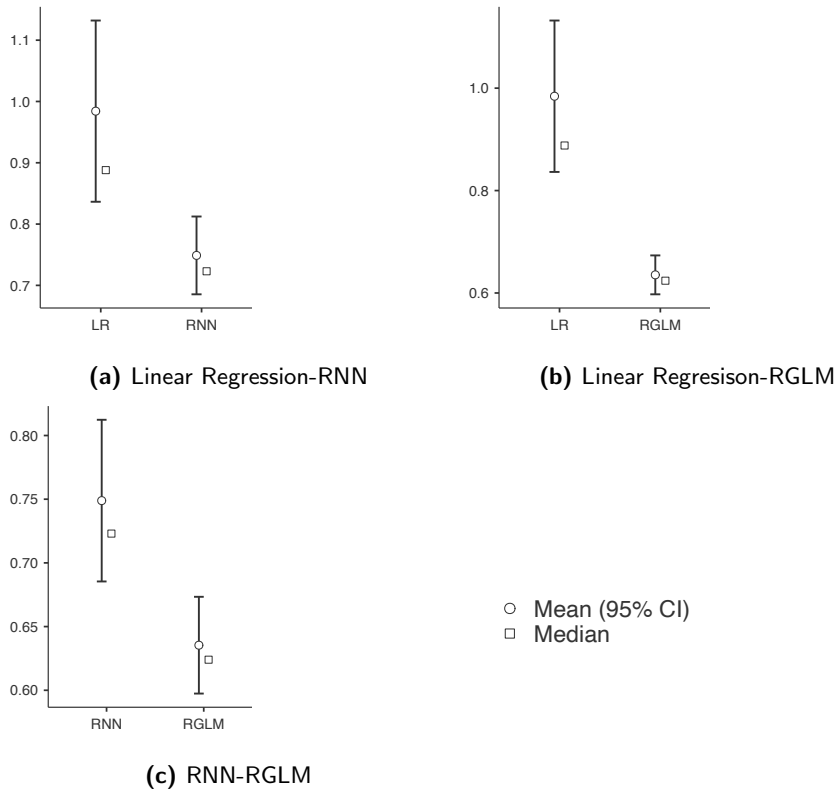 1.1
1.0
0.9
0.8
0.7
LR RNN
(a) Linear Regression-RNN
1.0
0.8
0.6
LR RGLM
(b) Linear Regresison-RGLM
0.80
0.75
0.70
0.65
0.60
RNN RGLM
(c) RNN-RGLM
Mean (95% CI)
Median